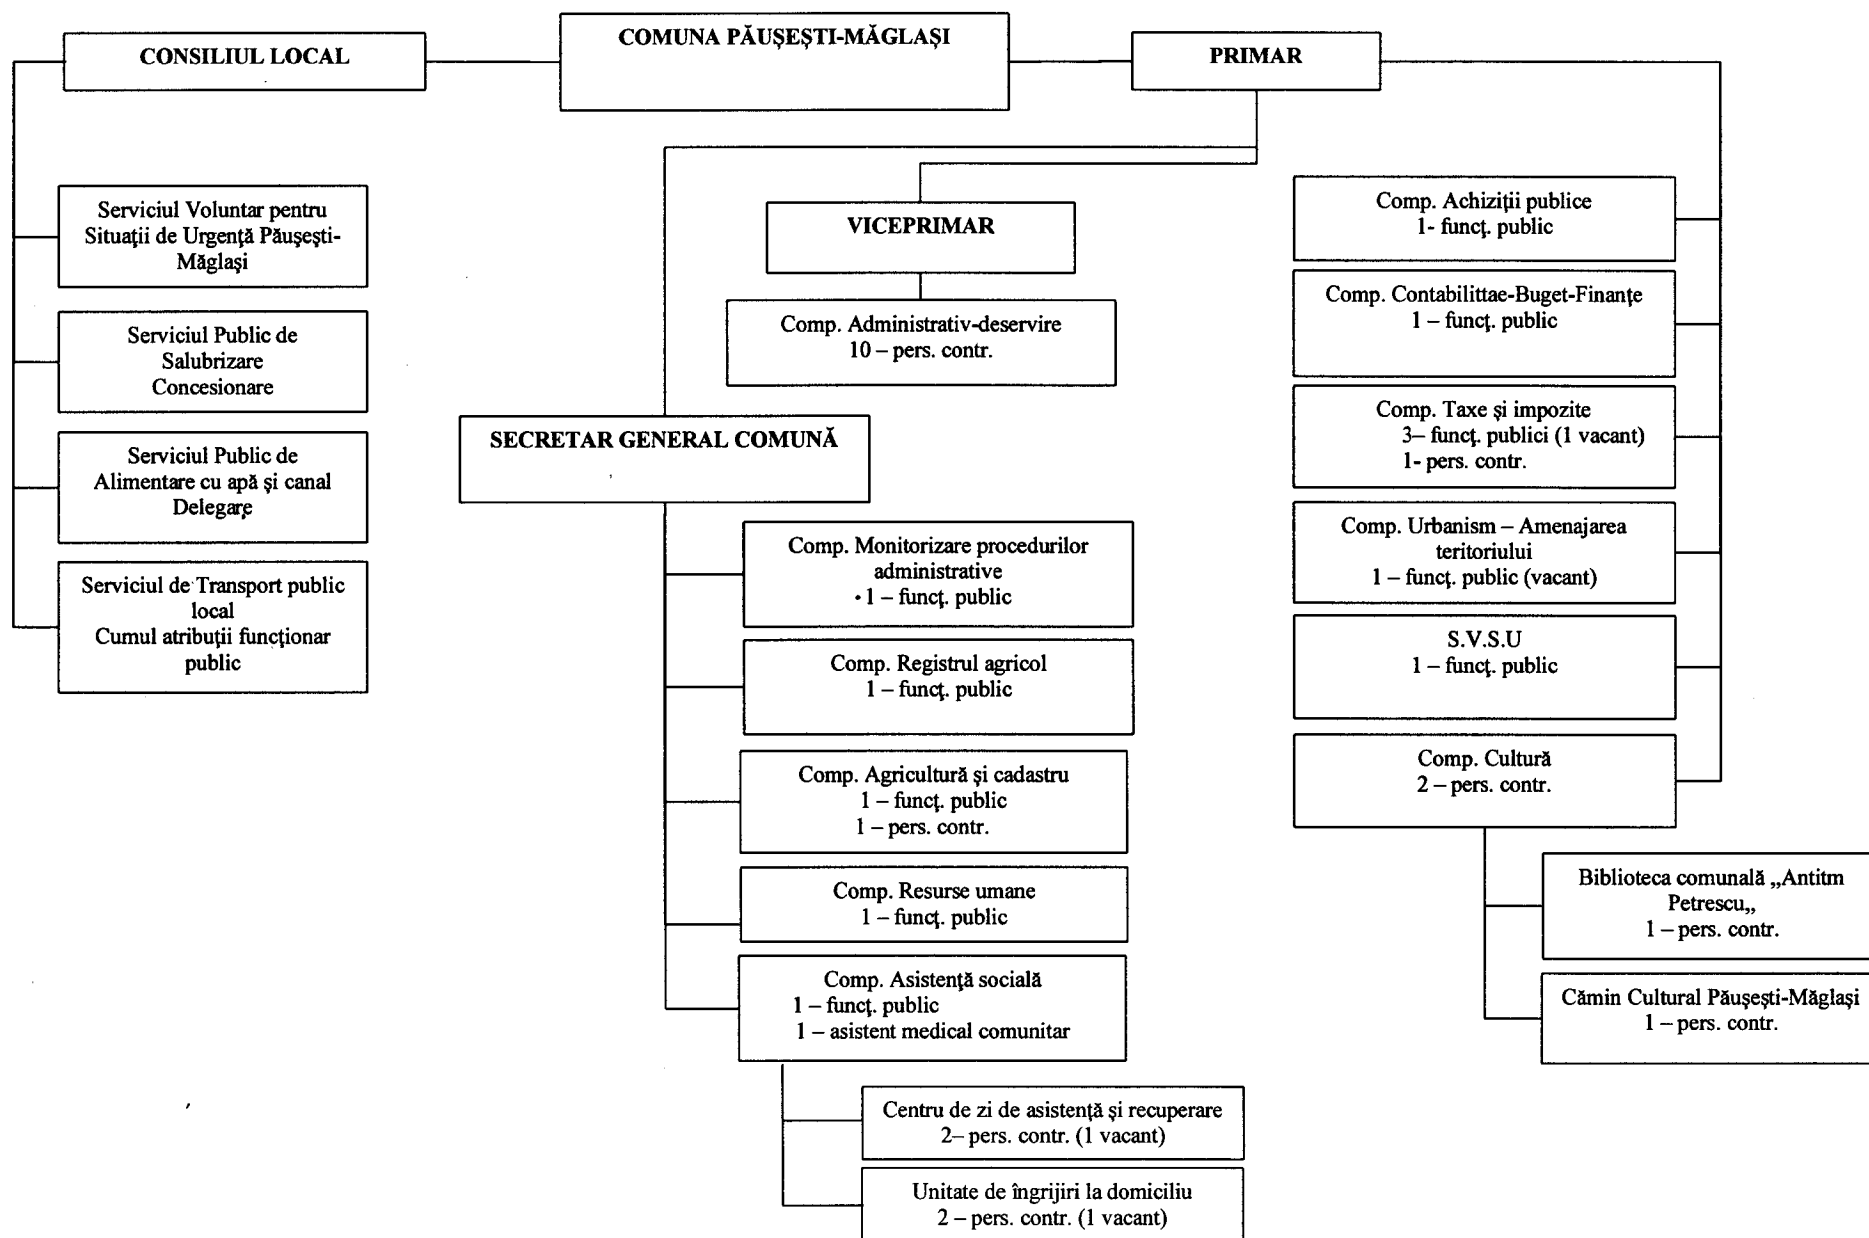 COMUNA PĂUŞEŞTI-MĂGLAŞI
CONSILIUL LOCAL
PRIMAR
Serviciul Voluntar pentru
Situaţii de Urgenţă Păuşeşti-
Măglaşi
Serviciul Public de
Salubrizare
Concesionare
Serviciul Public de
Alimentare cu apă şi canal
Delegare
Serviciul de Transport public
local
Cumul atribuţii funcţionar
public
VICEPRIMAR
Comp. Administrativ-deservire
10 – pers. contr.
SECRETAR GENERAL COMUNĂ
Comp. Monitorizare procedurilor
administrative
1 – funcţ. public
Comp. Registrul agricol
1 – funcţ. public
Comp. Agricultură şi cadastru
1 – funcţ. public
1 – pers. contr.
Comp. Resurse umane
1 – funcţ. public
Comp. Asistenţă socială
1 – funcţ. public
1 – asistent medical comunitar
Centru de zi de asistenţă şi recuperare
2– pers. contr. (1 vacant)
Unitate de îngrijiri la domiciliu
2 – pers. contr. (1 vacant)
Comp. Achiziţii publice
1- funcţ. public
Comp. Contabilittae-Buget-Finanţe
1 – funcţ. public
Comp. Taxe şi impozite
3– funcţ. publici (1 vacant)
1- pers. contr.
Comp. Urbanism – Amenajarea
teritoriului
1 – funcţ. public (vacant)
S.V.S.U
1 – funcţ. public
Comp. Cultură
2 – pers. contr.
Biblioteca comunală „Antitm
Petrescu„
1 – pers. contr.
Cămin Cultural Păuşeşti-Măglaşi
1 – pers. contr.